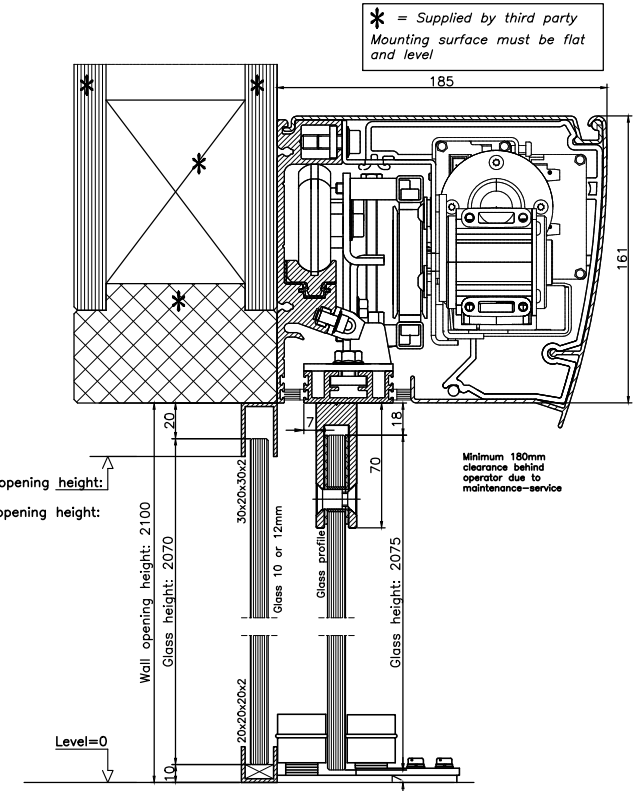 * = Supplied by third party
Mounting surface must be flat
and level
185
161
20
7
18
70
Minimum 180mm
clearance behind
operator due to
maintenance-service
opening height:
opening height:
30x20x30x2
Glass 10 or 12mm
Glass profile
Wall opening height: 2100
Glass height: 2070
Glass height: 2075
20x20x20x2
Level=0
10
7